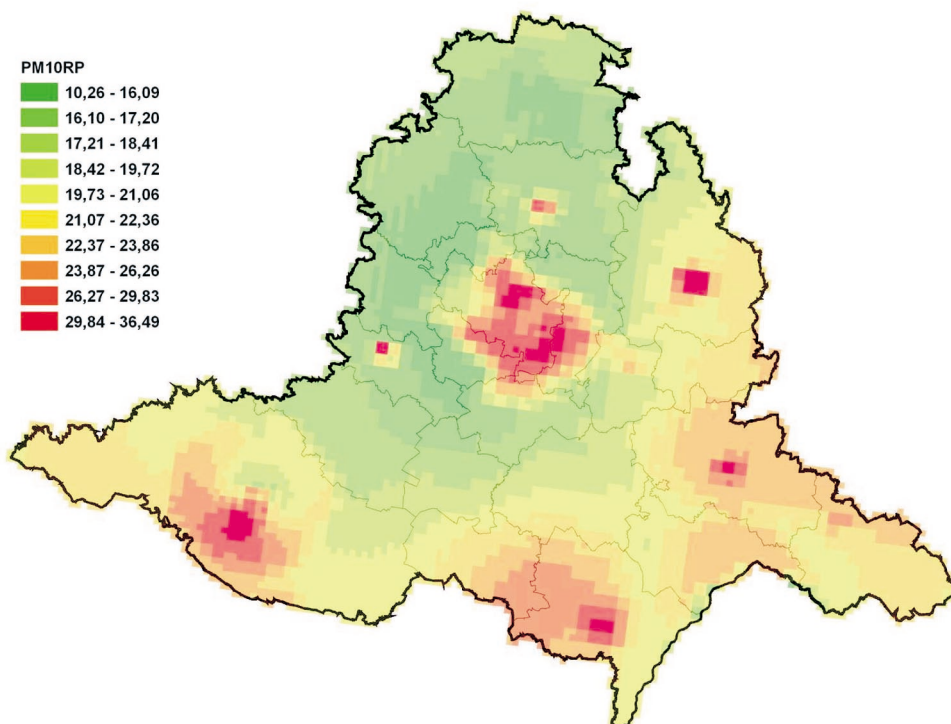 PM10RP
10,26 - 16,09
16,10 - 17,20
17,21 - 18,41
18,42 - 19,72
19,73 - 21,06
21,07 - 22,36
22,37 - 23,86
23,87 - 26,26
26,27 - 29,83
29,84 - 36,49